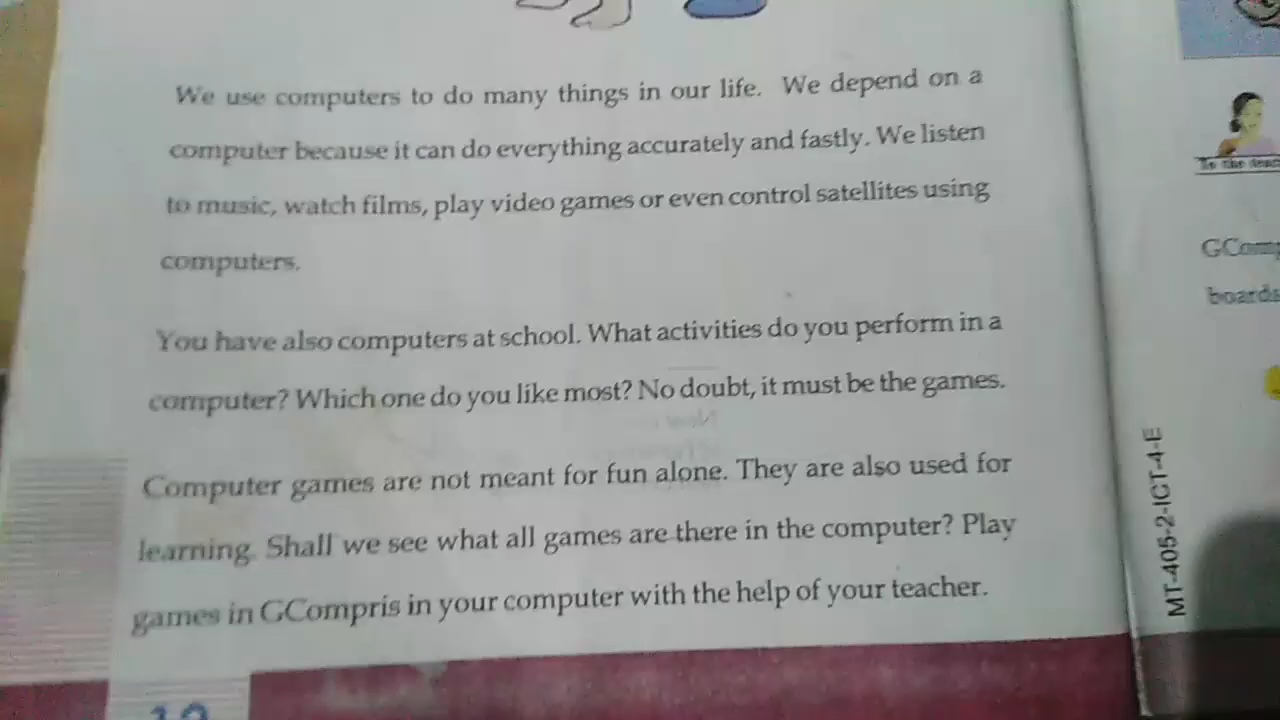 We use computers to do many things in our life. We depend on a
computer because it can do everything accurately and fastly. We listen
to music, watch films, play video games or even control satellites using
computers.
You have also computers at school. What activities do you perform in a
computer? Which one do you like most? No doubt, it must be the games.
Computer games are not meant for fun alone. They are also used for
learning. Shall we see what all games are there in the computer? Play
games in GCompris in your computer with the help of your teacher.
To the
boards
MT-405-2-ICT-4-E